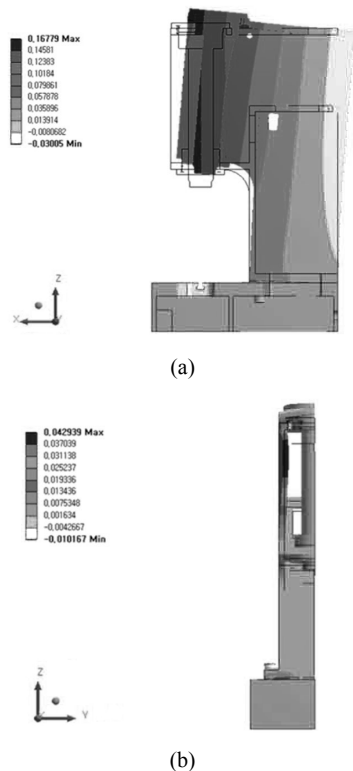 0,16779 Max
0,14581
0,12383
0,10184
0,079861
0,057878
0,035896
0,013914
-0,0080682
-0,03005 Min
Z
X
Y
(a)
0,042939 Max
0,037039
0,031138
0,025237
0,019336
0,013436
0,0075348
0,001634
-0,0042667
-0,010167 Min
Z
Y
(b)